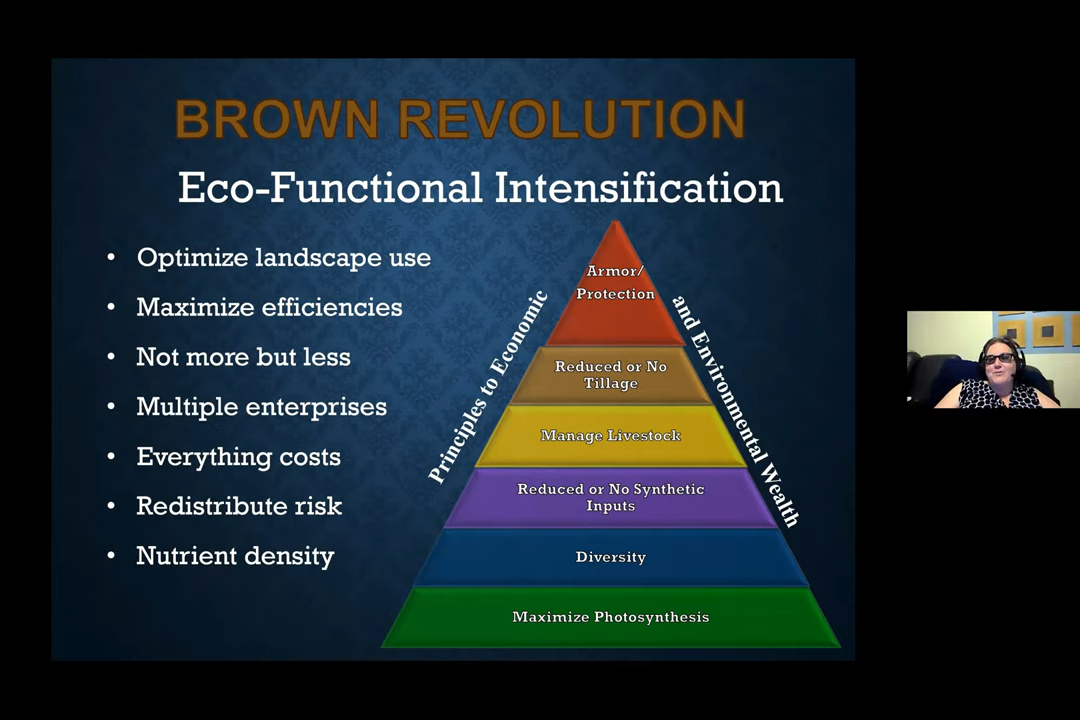 BROWN REVOLUTION
Eco-Functional Intensification
• Optimize landscape use
• Maximize efficiencies
• Not more but less
• Multiple enterprises
• Everything costs
• Redistribute risk
• Nutrient density
Principles to Economic
and Environmental Wealth
Armor/
Protection
Reduced or No
Tillage
Manage Livestock
Reduced or No Synthetic
Inputs
Diversity
Maximize Photosynthesis